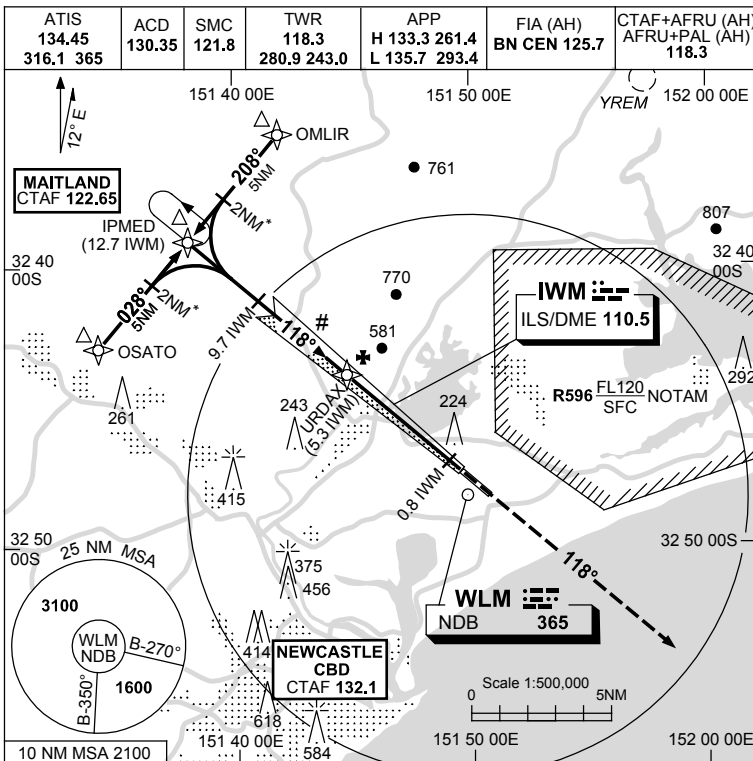 ATIS
134.45
316.1 365
ACD
130.35
SMC
121.8
TWR
118.3
280.9 243.0
APP
H 133.3 261.4
L 135.7 293.4
FIA (AH)
BN CEN 125.7
CTAF+AFRU (AH)
AFRU+PAL (AH)
118.3
151 40 00E
151 50 00E
152 00 00E
YREM
12° E
OMLIR
208°
5NM
2NM*
761
MAITLAND
CTAF 122.65
IPMED
(12.7 IWM)
807
32 40
00S
32 40
00S
028°
5NM
2NM*
770
IWM
ILS/DME 110.5
9.7 IWM
118°
#
581
OSATO
URDAX
(5.3 IWM)
R596 FL120
SFC
NOTAM
292
261
243
224
415
0.8 IWM
32 50
00S
32 50
00S
25 NM MSA
375
456
118°
3100
WLM
NDB
B-270°
B-350°
1600
WLM
NDB 365
414
NEWCASTLE
CBD
CTAF 132.1
Scale 1:500,000
0
5NM
618
584
10 NM MSA 2100
151 40 00E
151 50 00E
152 00 00E